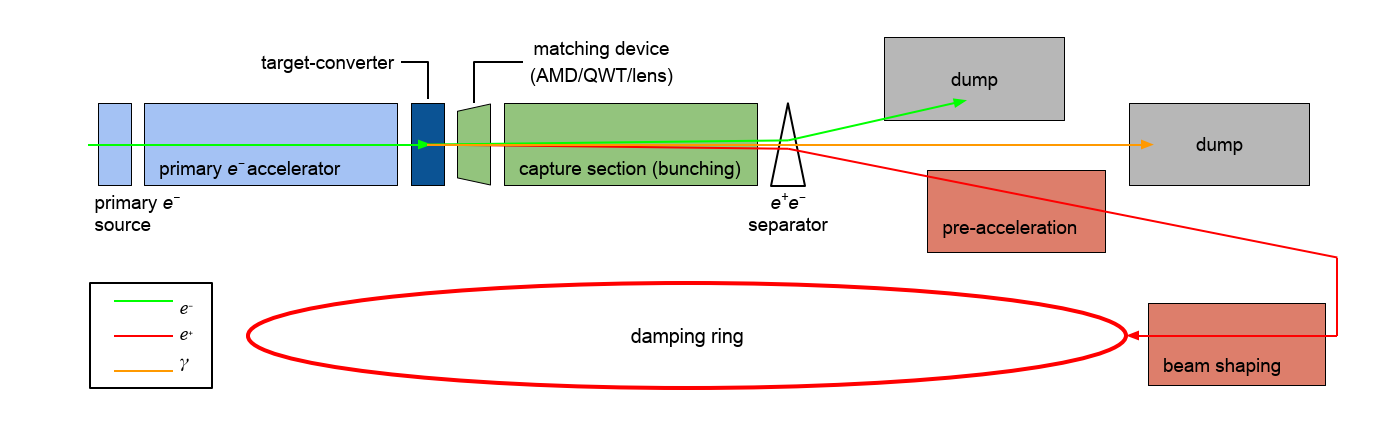 target-converter
matching device
(AMD/QWT/lens)
dump
dump
primary e⁻ accelerator
capture section (bunching)
primary e⁻
source
e⁺e⁻
separator
pre-acceleration
e⁻
e⁺
γ
damping ring
beam shaping